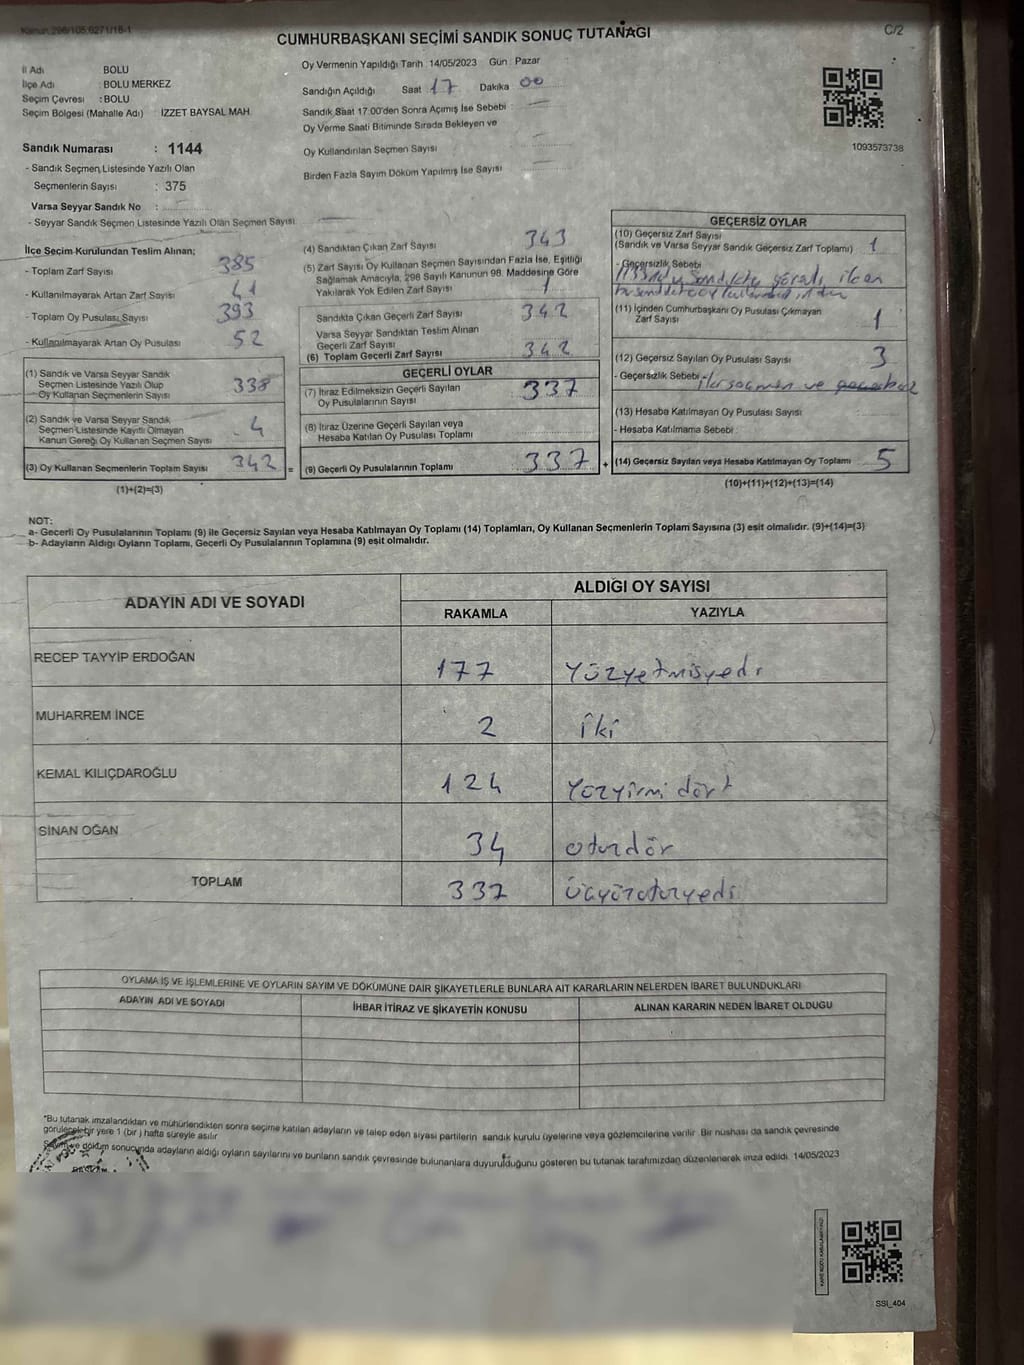 Kanun: 298/105,6271/18-1
C/2
CUMHURBAŞKANI SEÇİMİ SANDIK SONUÇ TUTANAĞI
İl Adı BOLU
İlçe Adı : BOLU MERKEZ
Seçim Çevresi : BOLU
Seçim Bölgesi (Mahalle Adı) : İZZET BAYSAL MAH.
Sandık Numarası : 1144
- Sandık Seçmen Listesinde Yazılı Olan
Seçmenlerin Sayısı : 375
Varsa Seyyar Sandık No :
- Seyyar Sandık Seçmen Listesinde Yazılı Olan Seçmen Sayısı:
Oy Vermenin Yapıldığı Tarih 14/05/2023 Gün : Pazar
Sandığın Açıldığı Saat 17 Dakika 00
Sandık Saat 17:00'den Sonra Açılmış İse Sebebi :
Oy Verme Saati Bitiminde Sırada Bekleyen ve
Oy Kullandırılan Seçmen Sayısı :
Birden Fazla Sayım Döküm Yapılmış İse Sayısı :
1093573738
İlçe Seçim Kurulundan Teslim Alınan;
- Toplam Zarf Sayısı : 385
- Kullanılmayarak Artan Zarf Sayısı : 41
- Toplam Oy Pusulası Sayısı : 393
- Kullanılmayarak Artan Oy Pusulası : 52
(1) Sandık ve Varsa Seyyar Sandık
Seçmen Listesinde Yazılı Olup
Oy Kullanan Seçmenlerin Sayısı : 338
(2) Sandık ve Varsa Seyyar Sandık
Seçmen Listesinde Kayıtlı Olmayan
Kanun Gereği Oy Kullanan Seçmen Sayısı : 4
(3) Oy Kullanan Seçmenlerin Toplam Sayısı : 342 =
(1)+(2)=(3)
(4) Sandıktan Çıkan Zarf Sayısı : 343
(5) Zarf Sayısı Oy Kullanan Seçmen Sayısından Fazla İse, Eşitliği
Sağlamak Amacıyla, 298 Sayılı Kanunun 98. Maddesine Göre
Yakılarak Yok Edilen Zarf Sayısı : 1
Sandıkta Çıkan Geçerli Zarf Sayısı : 342
Varsa Seyyar Sandıktan Teslim Alınan
Geçerli Zarf Sayısı :
(6) Toplam Geçerli Zarf Sayısı : 342
GEÇERLİ OYLAR
(7) İtiraz Edilmeksizin Geçerli Sayılan
Oy Pusulalarının Sayısı : 337
(8) İtiraz Üzerine Geçerli Sayılan veya
Hesaba Katılan Oy Pusulası Toplamı :
(9) Geçerli Oy Pusulalarının Toplamı : 337 +
GEÇERSİZ OYLAR
(10) Geçersiz Zarf Sayısı
(Sandık ve Varsa Seyyar Sandık Geçersiz Zarf Toplamı) : 1
- Geçersizlik Sebebi :
(11) İçinden Cumhurbaşkanı Oy Pusulası Çıkmayan
Zarf Sayısı : 1
(12) Geçersiz Sayılan Oy Pusulası Sayısı : 3
- Geçersizlik Sebebi : ve
(13) Hesaba Katılmayan Oy Pusulası Sayısı :
- Hesaba Katılmama Sebebi :
(14) Geçersiz Sayılan veya Hesaba Katılmayan Oy Toplamı : 5
(10)+(11)+(12)+(13)=(14)
NOT:
a- Geçerli Oy Pusulalarının Toplamı (9) ile Geçersiz Sayılan veya Hesaba Katılmayan Oy Toplamı (14) Toplamları, Oy Kullanan Seçmenlerin Toplam Sayısına (3) eşit olmalıdır. (9)+(14)=(3)
b- Adayların Aldığı Oyların Toplamı, Geçerli Oy Pusulalarının Toplamına (9) eşit olmalıdır.
ADAYIN ADI VE SOYADI
ALDIĞI OY SAYISI
RAKAMLA YAZIYLA
RECEP TAYYİP ERDOĞAN 177 Yüzyetmişyedi
MUHARREM İNCE 2 iki
KEMAL KILIÇDAROĞLU 124 Yüzyirmi dört
SİNAN OĞAN 34 otuzdör
TOPLAM 337 Üçyüzotuzyedi
OYLAMA İŞ VE İŞLEMLERİNE VE OYLARIN SAYIM VE DÖKÜMÜNE DAİR ŞİKAYETLERLE BUNLARA AİT KARARLARIN NELERDEN İBARET BULUNDUKLARI
ADAYIN ADI VE SOYADI İHBAR İTİRAZ VE ŞİKAYETİN KONUSU ALINAN KARARIN NEDEN İBARET OLDUĞU
*Bu tutanak imzalandıktan ve mühürlendikten sonra seçime katılan adayların ve talep eden siyasi partilerin sandık kurulu üyelerine veya gözlemcilerine verilir. Bir nüshası da sandık çevresinde
görülecek bir yere 1 (bir ) hafta süreyle asılır.
Sayım ve döküm sonucunda adayların aldığı oyların sayılarını ve bunların sandık çevresinde bulunanlara duyurulduğunu gösteren bu tutanak tarafımızdan düzenlenerek imza edildi. 14/05/2023
SSI_404